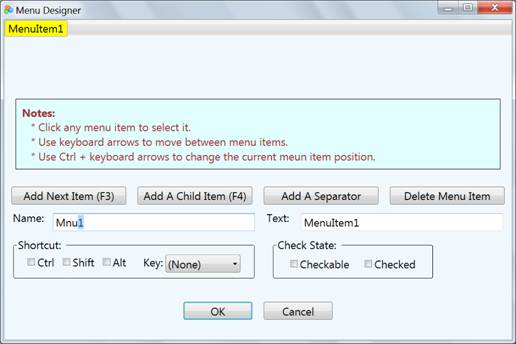 Menu Designer
MenuItem1
Notes:
* Click any menu item to select it.
* Use keyboard arrows to move between menu items.
* Use Ctrl + keyboard arrows to change the current meun item position.
Add Next Item (F3) Add A Child Item (F4) Add A Separator Delete Menu Item
Name: Mnu1 Text: MenuItem1
Shortcut: Check State:
Ctrl Shift Alt Key: (None) Checkable Checked
OK Cancel